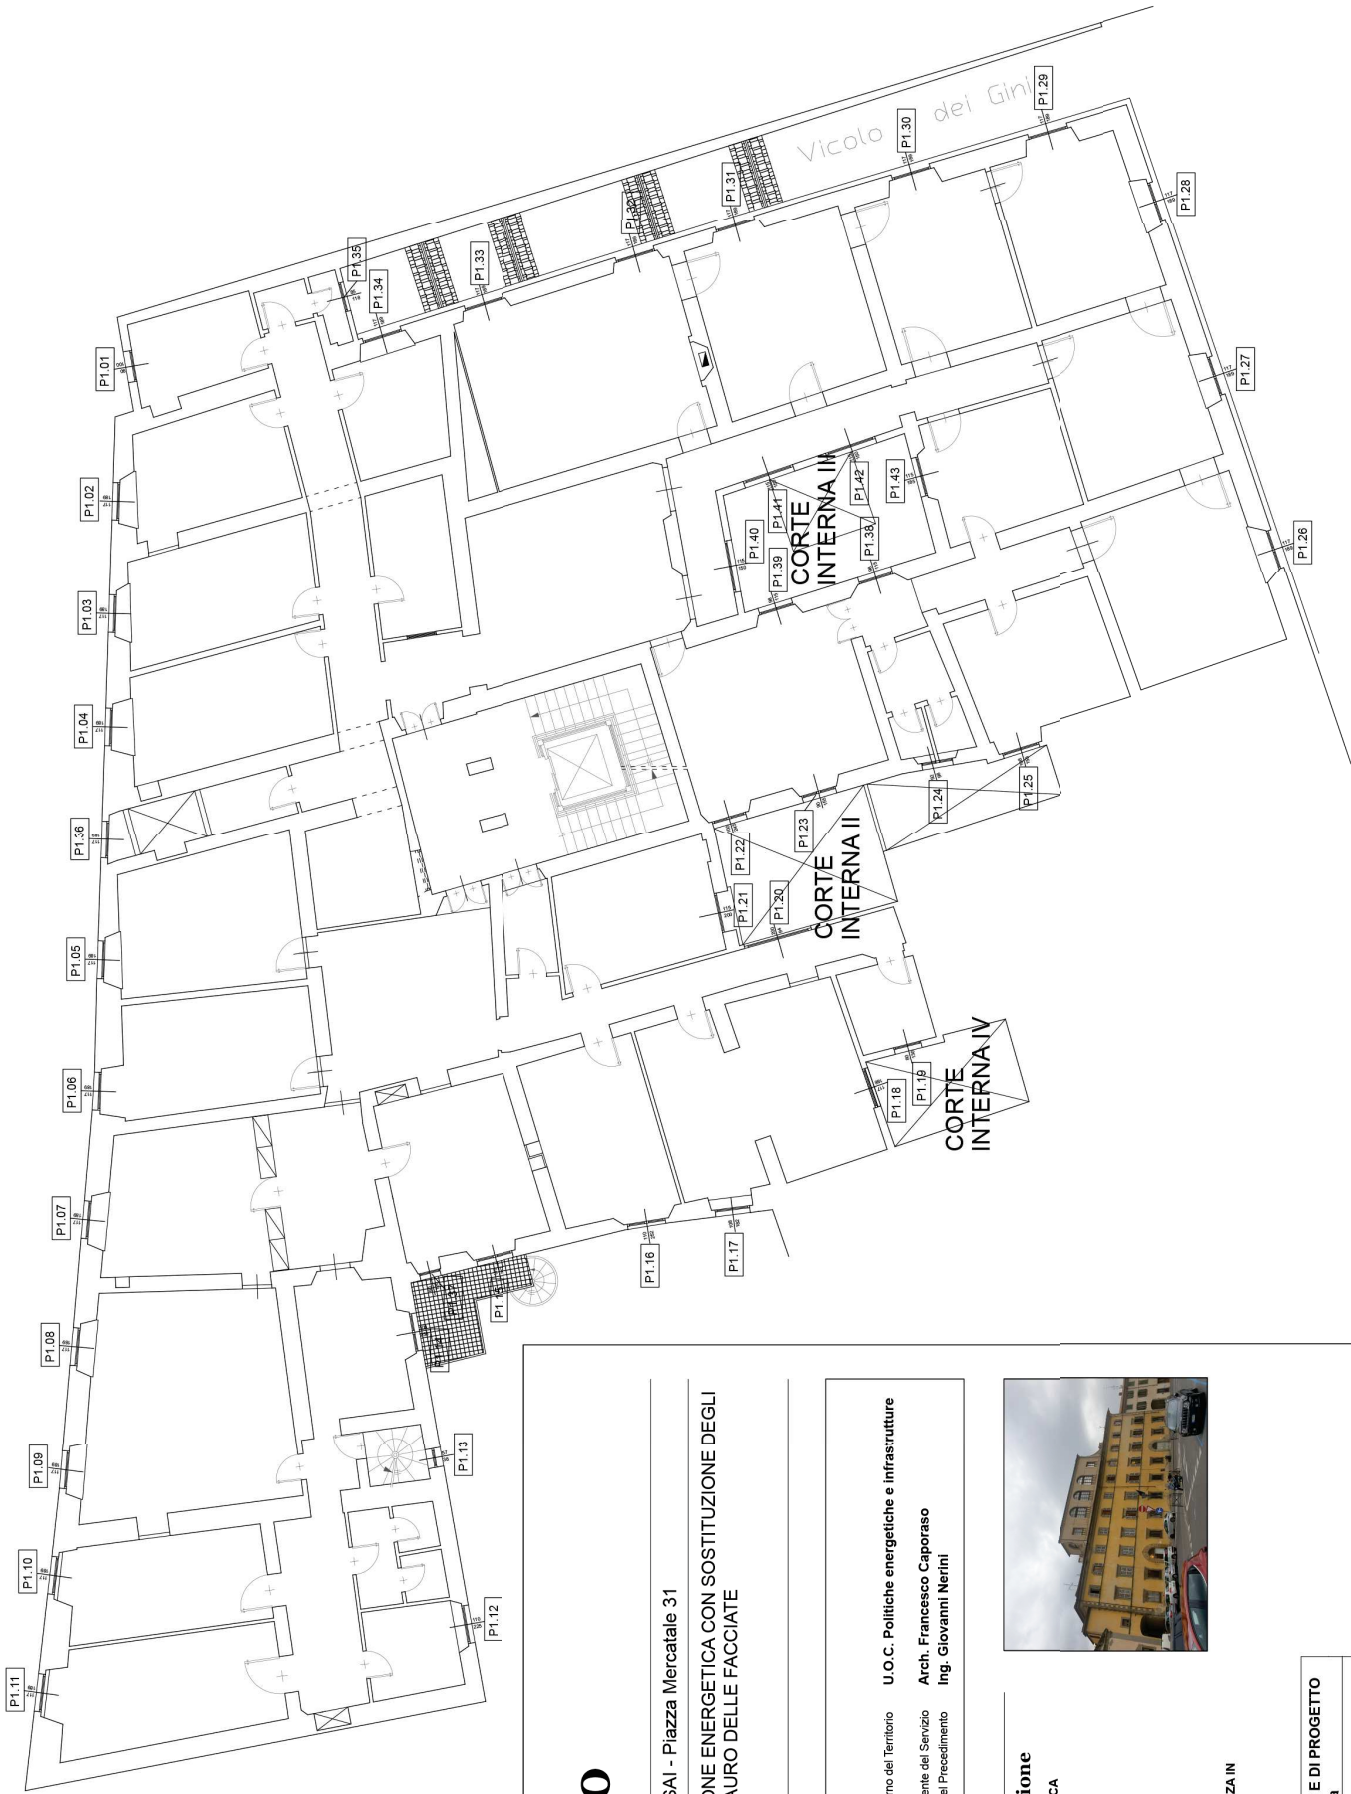 P1.01
P1.02
P1.03
P1.04
P1.36
P1.05
P1.06
P1.07
P1.08
P1.09
P1.10
P1.11
P1.12
P1.13
P1.16
P1.17
P1.18
P1.19
P1.20
P1.21
P1.22
P1.23
P1.24
P1.25
P1.26
P1.27
P1.28
P1.29
P1.30
P1.31
P1.32
P1.33
P1.34
P1.35
P1.38
P1.39
P1.40
P1.41
P1.42
P1.43
Vicolo dei Gini
CORTE
INTERNA III
CORTE
INTERNA II
CORTE
INTERNA IV
O
SAI - Piazza Mercatale 31
ONE ENERGETICA CON SOSTITUZIONE DEGLI
AURO DELLE FACCIATE
rno del Territorio U.O.C. Politiche energetiche e infrastrutture
ente del Servizio Arch. Francesco Caporaso
el Precedimento Ing. Giovanni Nerini
ione
CA
ZA IN
E DI PROGETTO